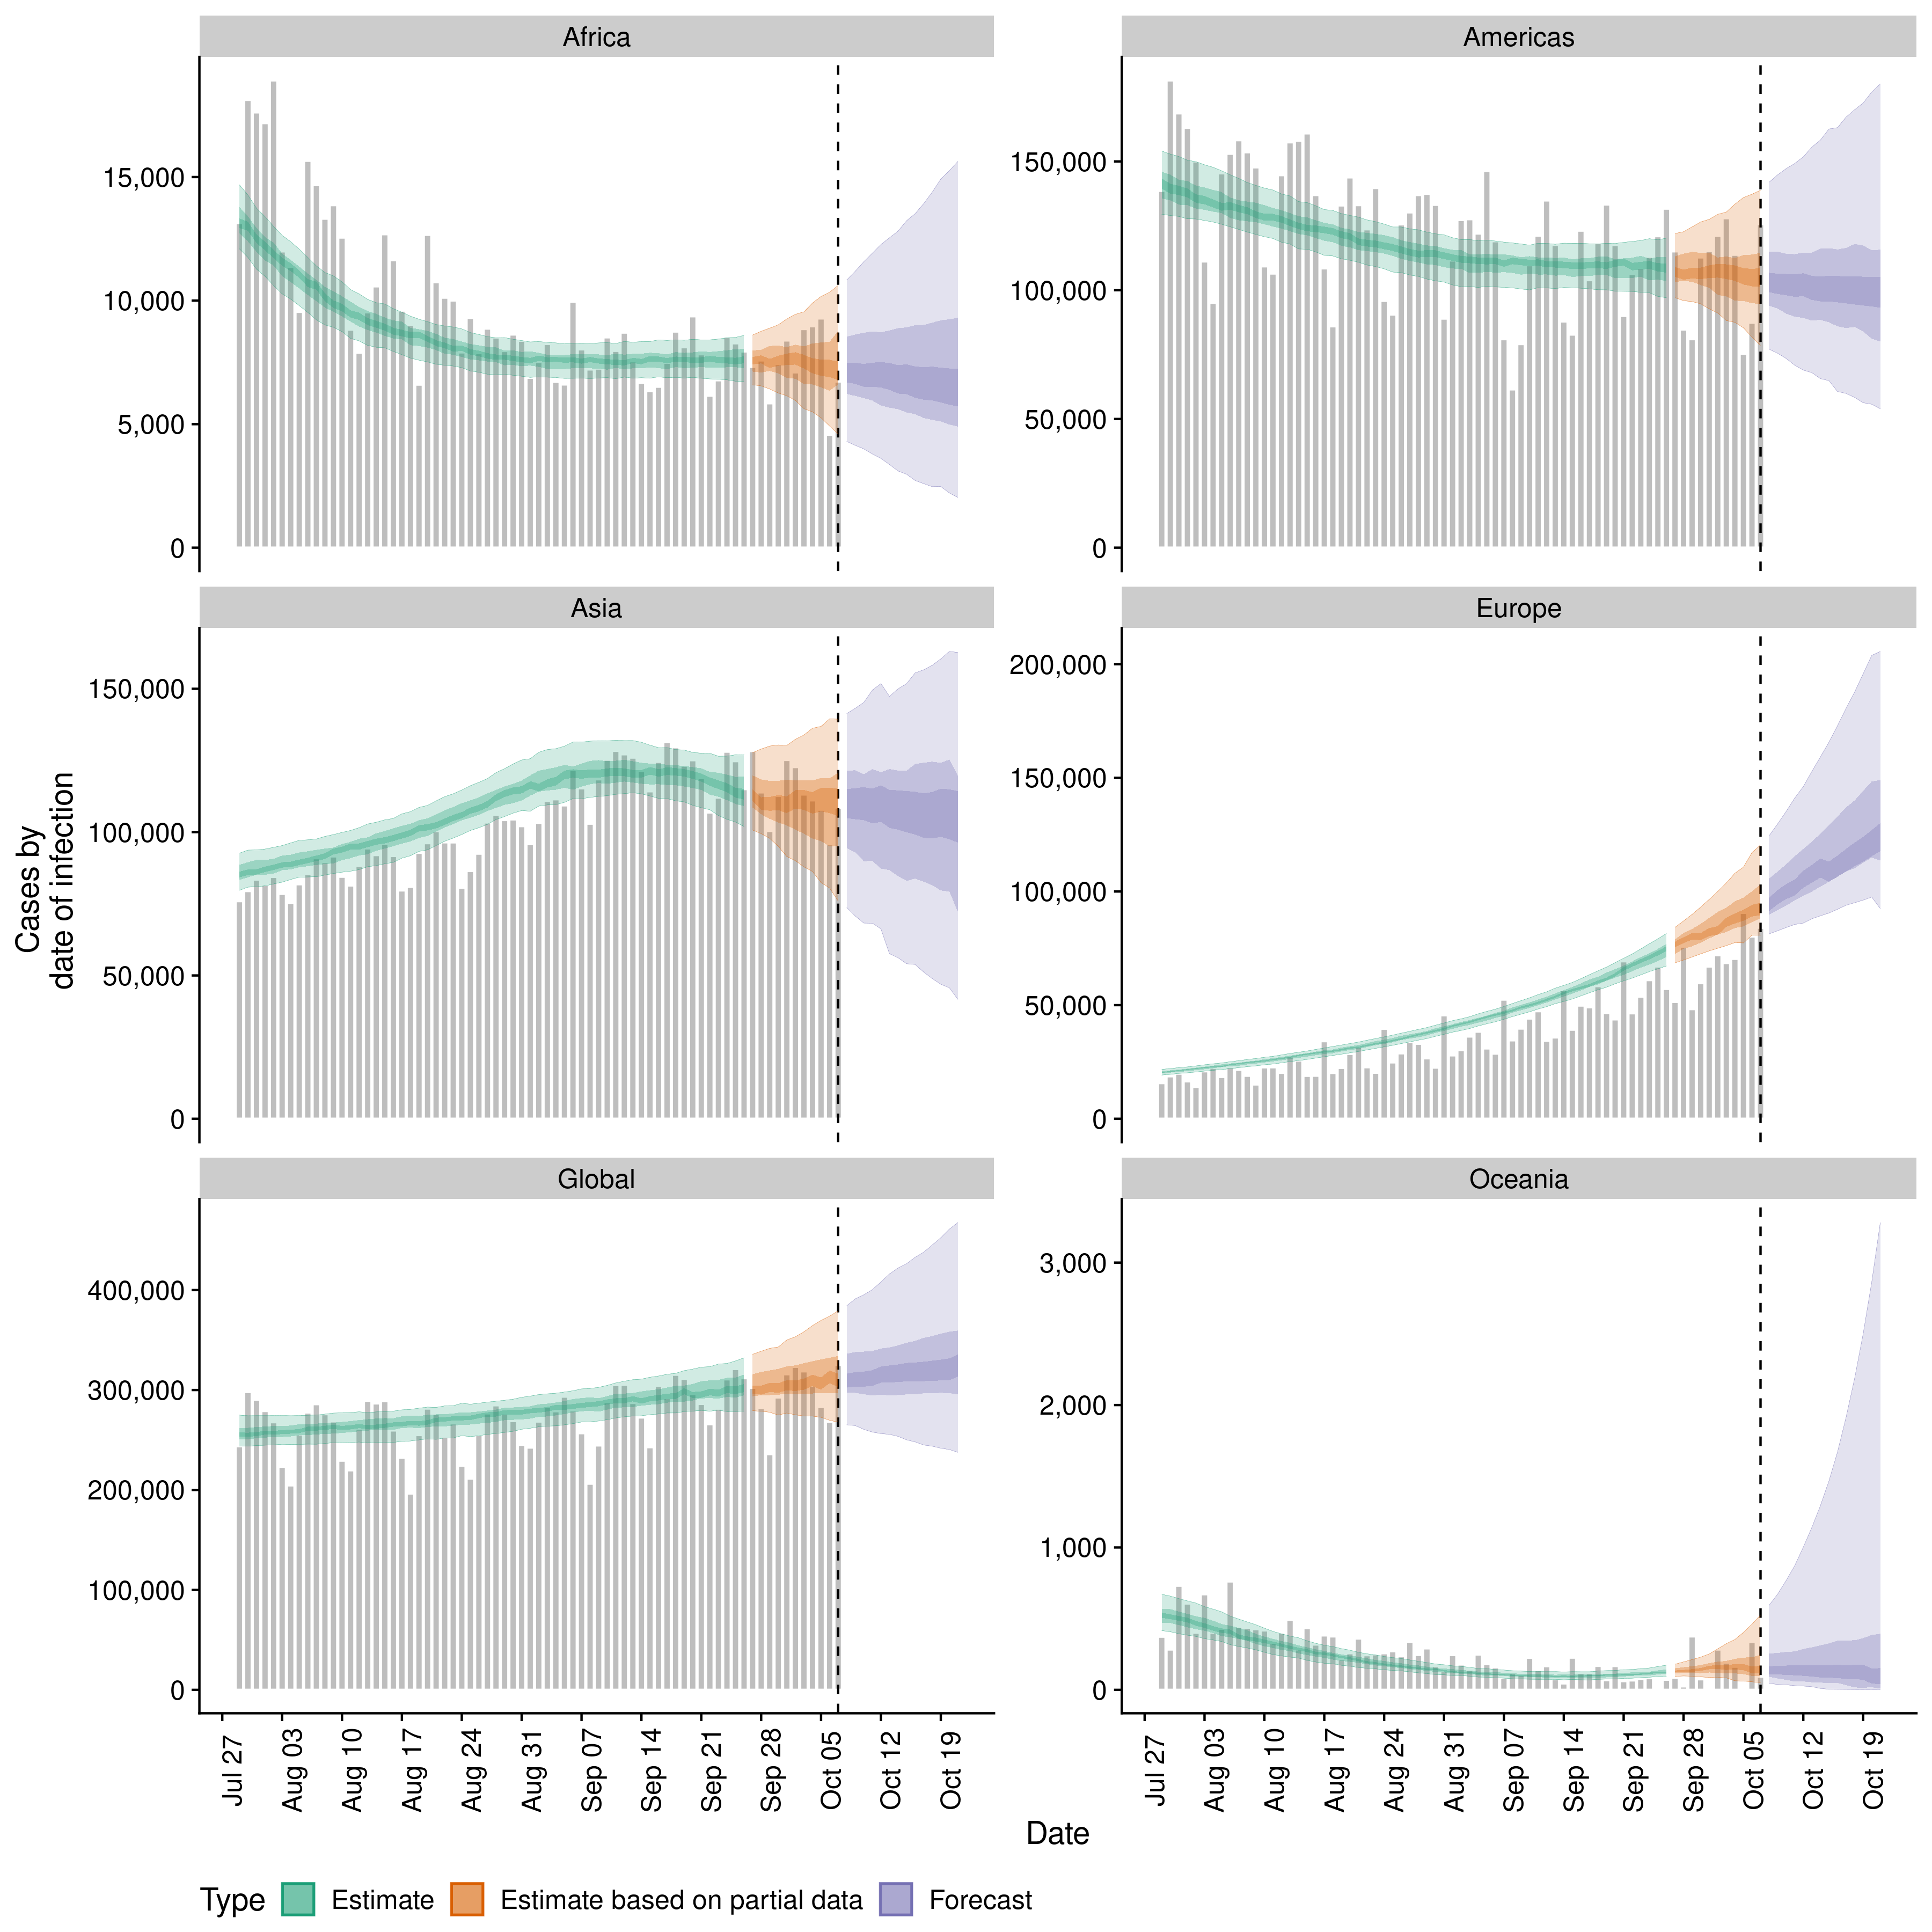 Africa
Americas
15,000
10,000
5,000
0
150,000
100,000
50,000
0
Asia
Europe
150,000
100,000
50,000
0
200,000
150,000
100,000
50,000
0
Global
Oceania
400,000
300,000
200,000
100,000
0
3,000
2,000
1,000
0
Cases by
date of infection
Jul 27
Aug 03
Aug 10
Aug 17
Aug 24
Aug 31
Sep 07
Sep 14
Sep 21
Sep 28
Oct 05
Oct 12
Oct 19
Jul 27
Aug 03
Aug 10
Aug 17
Aug 24
Aug 31
Sep 07
Sep 14
Sep 21
Sep 28
Oct 05
Oct 12
Oct 19
Date
Type Estimate Estimate based on partial data Forecast